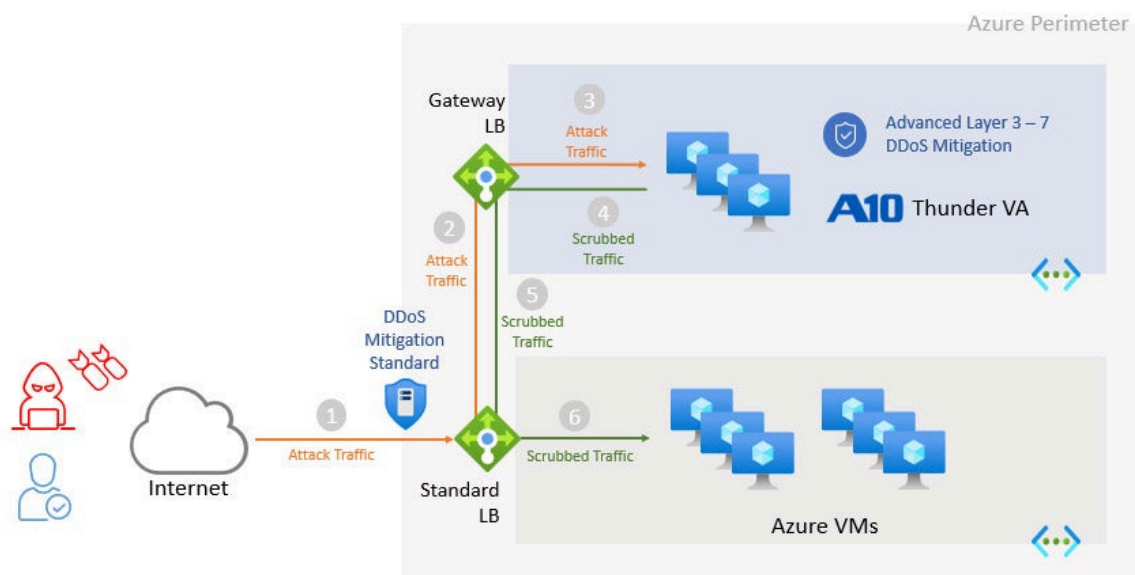 Azure Perimeter
Gateway
LB
3
Attack
Traffic
Advanced Layer 3 – 7
DDoS Mitigation
A10 Thunder VA
4
Scrubbed
Traffic
2
Attack
Traffic
5
Scrubbed
Traffic
DDoS
Mitigation
Standard
1
Attack Traffic
Internet
Standard
LB
6
Scrubbed Traffic
Azure VMs